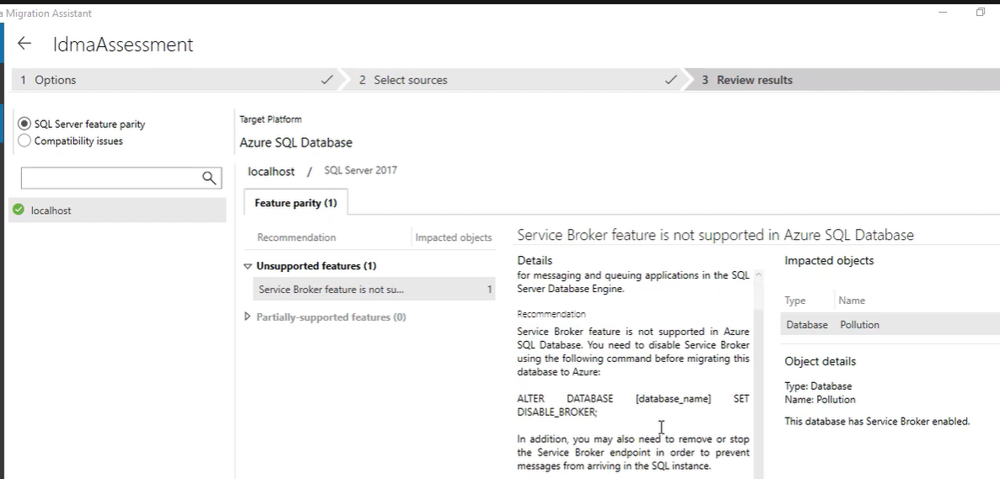 a Migration Assistant
IdmaAssessment
1 Options
2 Select sources
3 Review results
SQL Server feature parity
Compatibility issues
localhost
Target Platform
Azure SQL Database
localhost / SQL Server 2017
Feature parity (1)
Recommendation Impacted objects
Unsupported features (1)
Service Broker feature is not su... 1
Partially-supported features (0)
Service Broker feature is not supported in Azure SQL Database
Details
for messaging and queuing applications in the SQL
Server Database Engine.
Recommendation
Service Broker feature is not supported in Azure
SQL Database. You need to disable Service Broker
using the following command before migrating this
database to Azure:
ALTER DATABASE [database_name] SET
DISABLE_BROKER;
In addition, you may also need to remove or stop
the Service Broker endpoint in order to prevent
messages from arriving in the SQL instance.
Impacted objects
Type Name
Database Pollution
Object details
Type: Database
Name: Pollution
This database has Service Broker enabled.